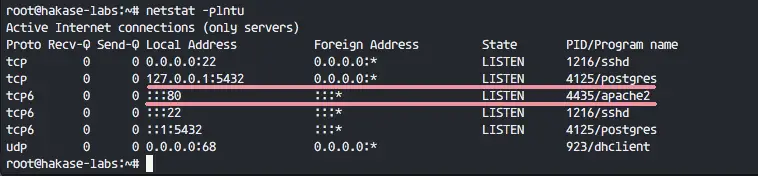 root@hakase-labs:~# netstat -plntu
Active Internet connections (only servers)
Proto Recv-Q Send-Q Local Address           Foreign Address         State       PID/Program name
tcp        0      0 0.0.0.0:22              0.0.0.0:*               LISTEN      1216/sshd
tcp        0      0 127.0.0.1:5432          0.0.0.0:*               LISTEN      4125/postgres
tcp6       0      0 :::80                   :::*                    LISTEN      4435/apache2
tcp6       0      0 :::22                   :::*                    LISTEN      1216/sshd
tcp6       0      0 ::1:5432                :::*                    LISTEN      4125/postgres
udp        0      0 0.0.0.0:68              0.0.0.0:*                           923/dhclient
root@hakase-labs:~#